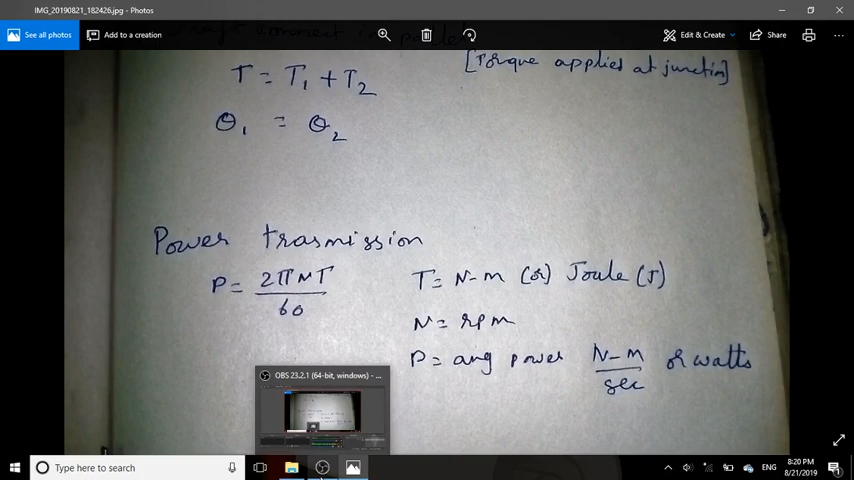 IMG_20190821_182426.jpg - Photos
See all photos
Add to a creation
Edit & Create
Share
T = T1 + T2
[Torque applied at junction]
θ1 = θ2
Power trasmission
P = 2πNT / 60
T = N-m (or) Joule (J)
N = rpm
P = avg power N-m / sec or watts
OBS 23.2.1 (64-bit, windows) - ...
Type here to search
ENG
8:20 PM
8/21/2019